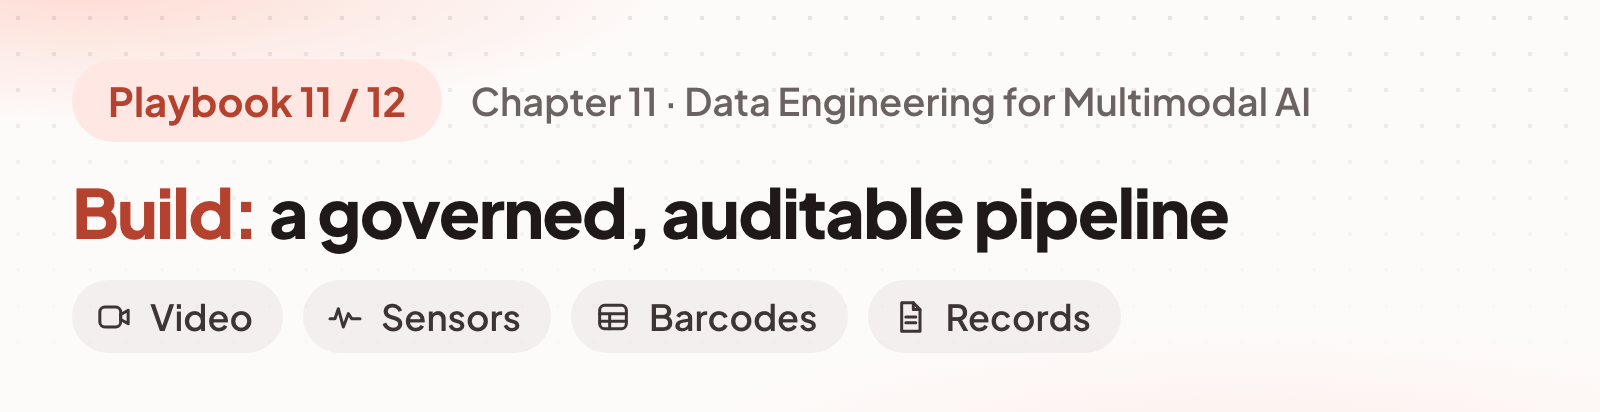 Playbook 11 / 12
Chapter 11 · Data Engineering for Multimodal AI
Build: a governed, auditable pipeline
Video
Sensors
Barcodes
Records